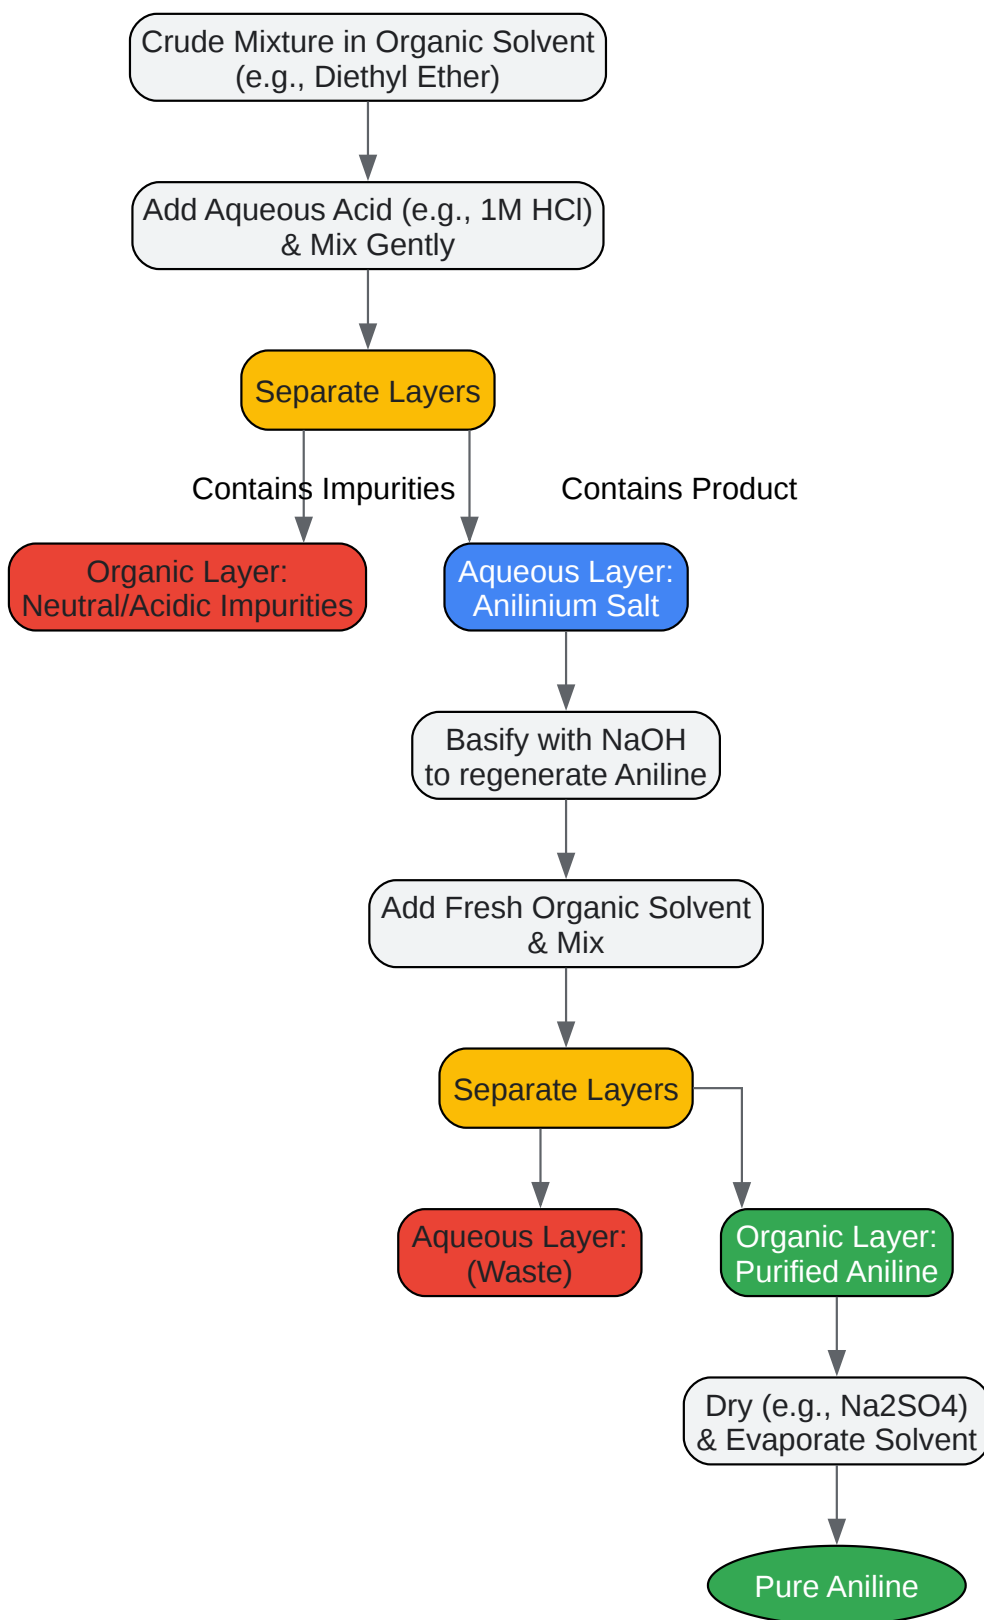 Crude Mixture in Organic Solvent
(e.g., Diethyl Ether)
Add Aqueous Acid (e.g., 1M HCl)
& Mix Gently
Separate Layers
Contains Impurities
Contains Product
Organic Layer:
Neutral/Acidic Impurities
Aqueous Layer:
Anilinium Salt
Basify with NaOH
to regenerate Aniline
Add Fresh Organic Solvent
& Mix
Separate Layers
Aqueous Layer:
(Waste)
Organic Layer:
Purified Aniline
Dry (e.g., Na2SO4)
& Evaporate Solvent
Pure Aniline